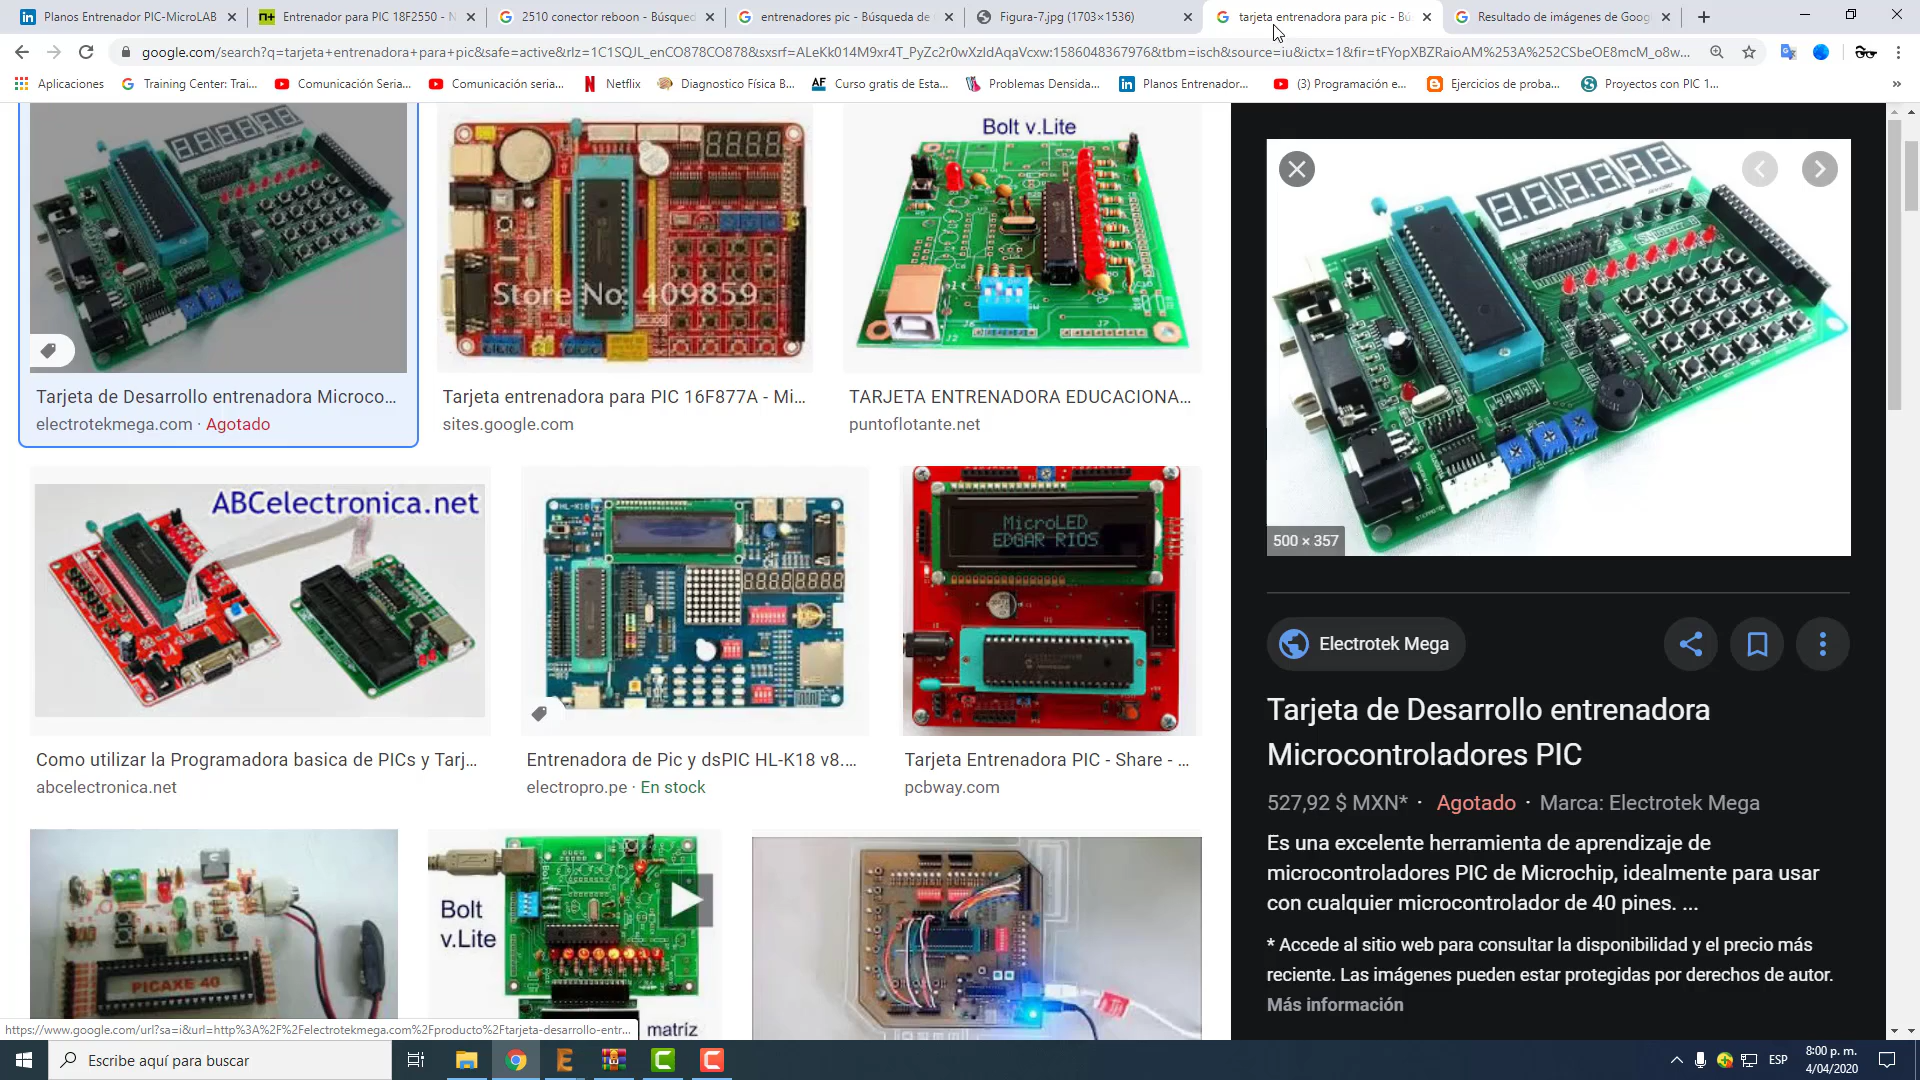 Planos Entrenador PIC-MicroLAB
Entrenador para PIC 18F2550 - N
2510 conector reboon - Búsqued
entrenadores pic - Búsqueda de
Figura-7.jpg (1703×1536)
tarjeta entrenadora para pic - Bú
Resultado de imágenes de Goog
google.com/search?q=tarjeta+entrenadora+para+pic&safe=active&rlz=1C1SQJL_enCO878CO878&sxsrf=ALeKk014M9xr4T_PyZc2r0wXzIdAqaVcxw:1586048367976&tbm=isch&source=iu&ictx=1&fir=tFYopXBZRaioAM%253A%252CSbeOE8mcM_o8w...
Aplicaciones
Training Center: Trai...
Comunicación Seria...
Comunicación seria...
Netflix
Diagnostico Física B...
Curso gratis de Esta...
Problemas Densida...
Planos Entrenador...
(3) Programación e...
Ejercicios de proba...
Proyectos con PIC 1...
Store No: 409859
Bolt v.Lite
J2
J7
Tarjeta de Desarrollo entrenadora Microco...
electrotekmega.com · Agotado
Tarjeta entrenadora para PIC 16F877A - Mi...
sites.google.com
TARJETA ENTRENADORA EDUCACIONA...
puntoflotante.net
500 × 357
ABCelectronica.net
HL-K18
MicroLED
EDGAR RIOS
Como utilizar la Programadora basica de PICs y Tarj...
abcelectronica.net
Entrenadora de Pic y dsPIC HL-K18 v8....
electropro.pe · En stock
Tarjeta Entrenadora PIC - Share - ...
pcbway.com
Electrotek Mega
Tarjeta de Desarrollo entrenadora
Microcontroladores PIC
527,92 $ MXN* · Agotado · Marca: Electrotek Mega
Es una excelente herramienta de aprendizaje de
microcontroladores PIC de Microchip, idealmente para usar
con cualquier microcontrolador de 40 pines. ...
* Accede al sitio web para consultar la disponibilidad y el precio más
reciente. Las imágenes pueden estar protegidas por derechos de autor.
Más información
PICAXE 40
Bolt
v.Lite
matriz
https://www.google.com/url?sa=i&url=http%3A%2F%2Felectrotekmega.com%2Fproducto%2Ftarjeta-desarrollo-entr...
Escribe aquí para buscar
ESP
8:00 p. m.
4/04/2020